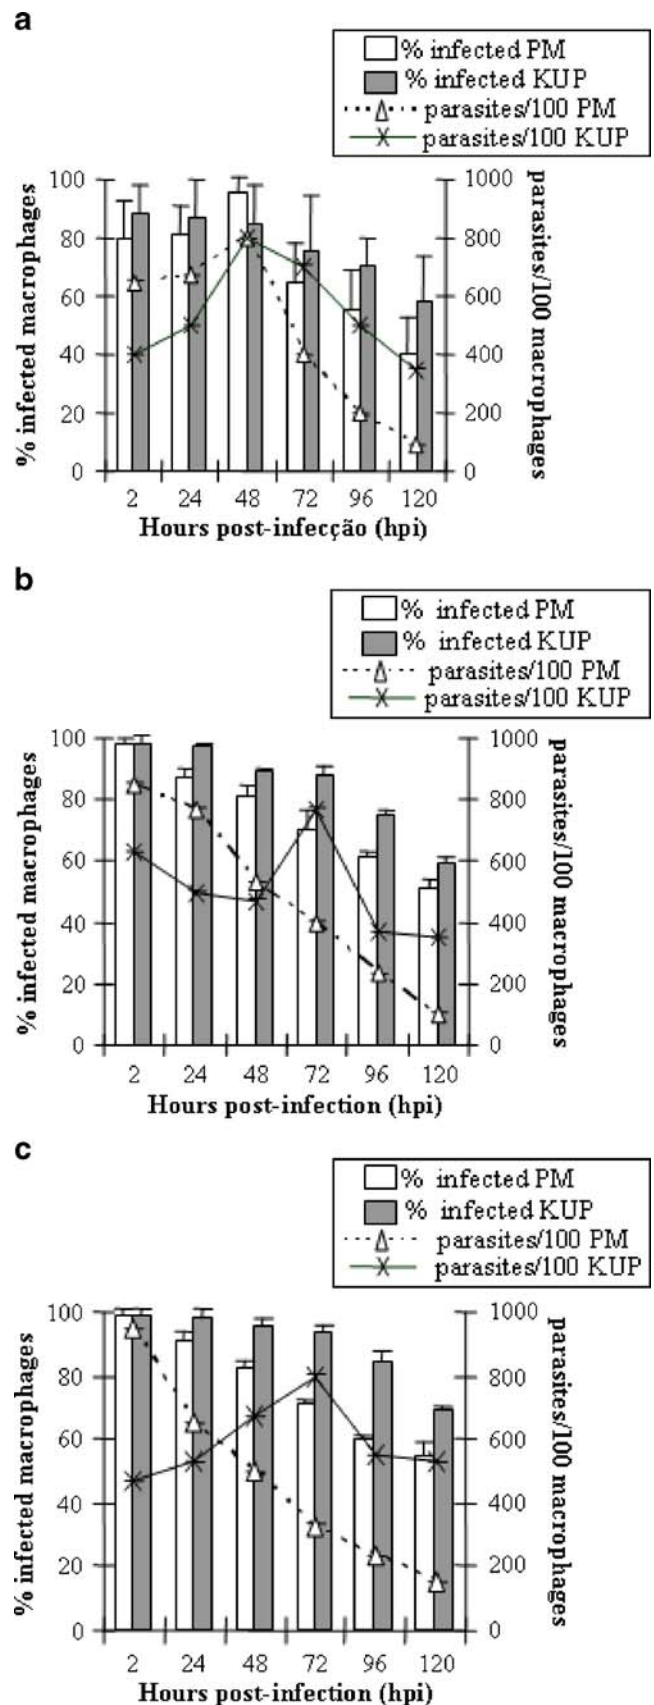 a
% infected PM
% infected KUP
parasites/100 PM
parasites/100 KUP
% infected macrophages
parasites/100 macrophages
100
80
60
40
20
0
1000
800
600
400
200
0
2 24 48 72 96 120
Hours post-infecção (hpi)
b
% infected PM
% infected KUP
parasites/100 PM
parasites/100 KUP
% infected macrophages
parasites/100 macrophages
100
80
60
40
20
0
1000
800
600
400
200
0
2 24 48 72 96 120
Hours post-infection (hpi)
c
% infected PM
% infected KUP
parasites/100 PM
parasites/100 KUP
% infected macrophages
parasites/100 macrophages
100
80
60
40
20
0
1000
800
600
400
200
0
2 24 48 72 96 120
Hours post-infection (hpi)